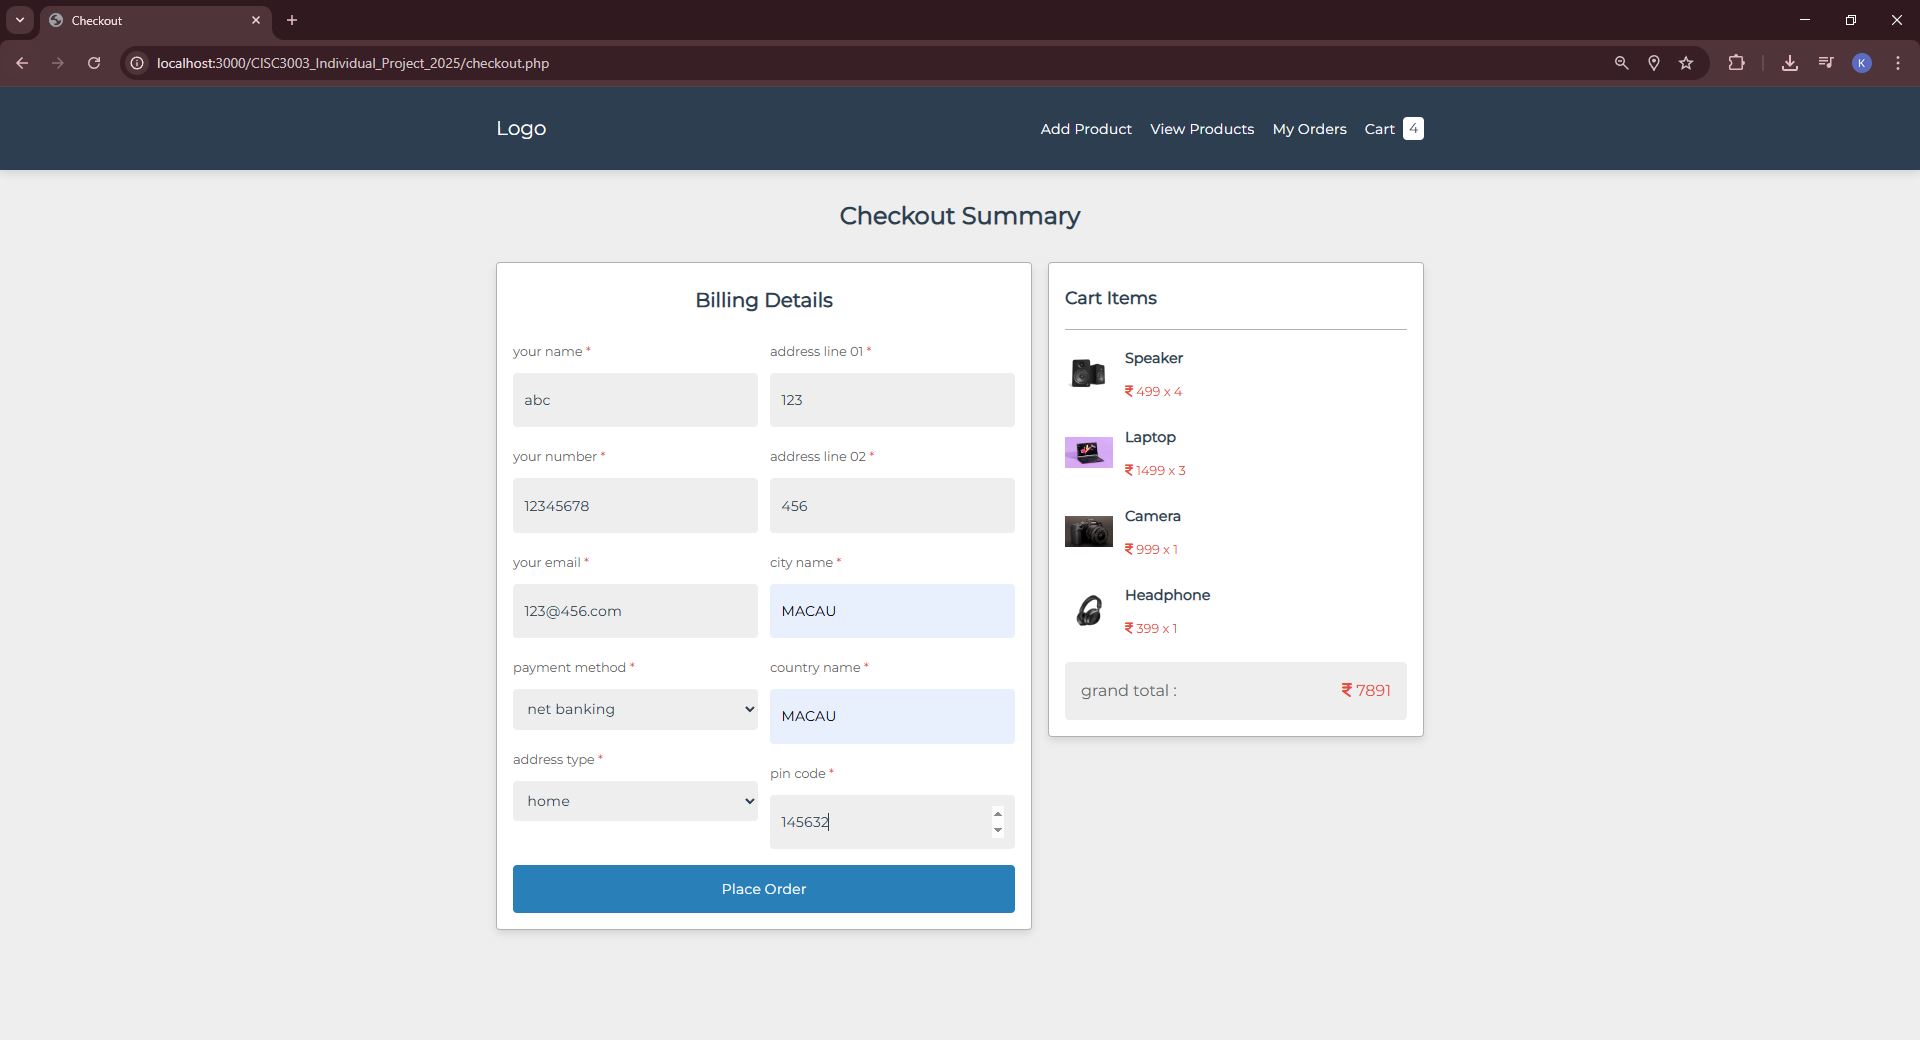 Checkout
localhost:3000/CISC3003_Individual_Project_2025/checkout.php
K
Logo
Add Product View Products My Orders Cart 4
Checkout Summary
Billing Details
your name *
abc
address line 01 *
123
your number *
12345678
address line 02 *
456
your email *
123@456.com
city name *
MACAU
payment method *
net banking
country name *
MACAU
address type *
home
pin code *
145632
Place Order
Cart Items
Speaker
₹ 499 x 4
Laptop
₹ 1499 x 3
Camera
₹ 999 x 1
Headphone
₹ 399 x 1
grand total : ₹ 7891